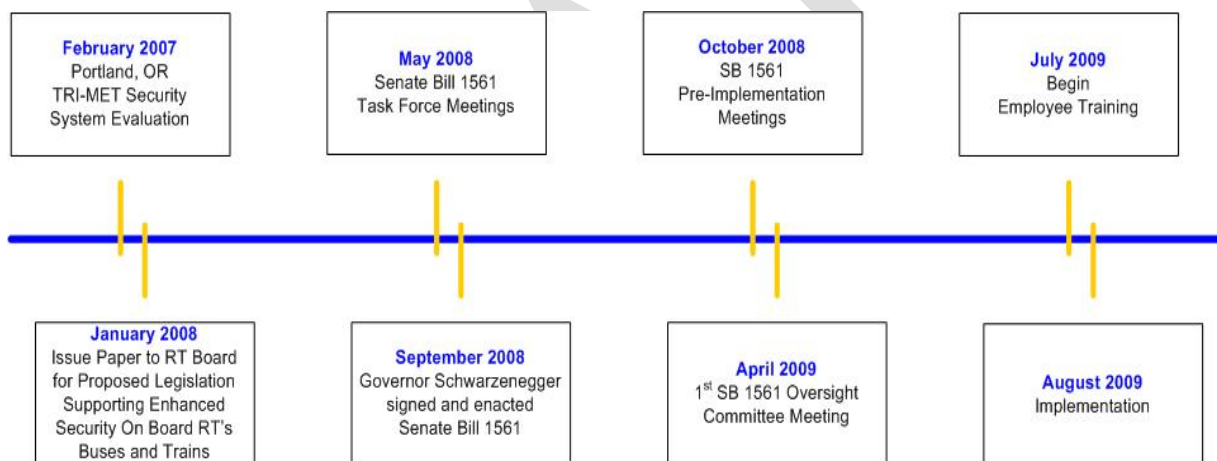 February 2007
Portland, OR
TRI-MET Security
System Evaluation
May 2008
Senate Bill 1561
Task Force Meetings
October 2008
SB 1561
Pre-Implementation
Meetings
July 2009
Begin
Employee Training
January 2008
Issue Paper to RT Board
for Proposed Legislation
Supporting Enhanced
Security On Board RT's
Buses and Trains
September 2008
Governor Schwarzenegger
signed and enacted
Senate Bill 1561
April 2009
1st SB 1561 Oversight
Committee Meeting
August 2009
Implementation